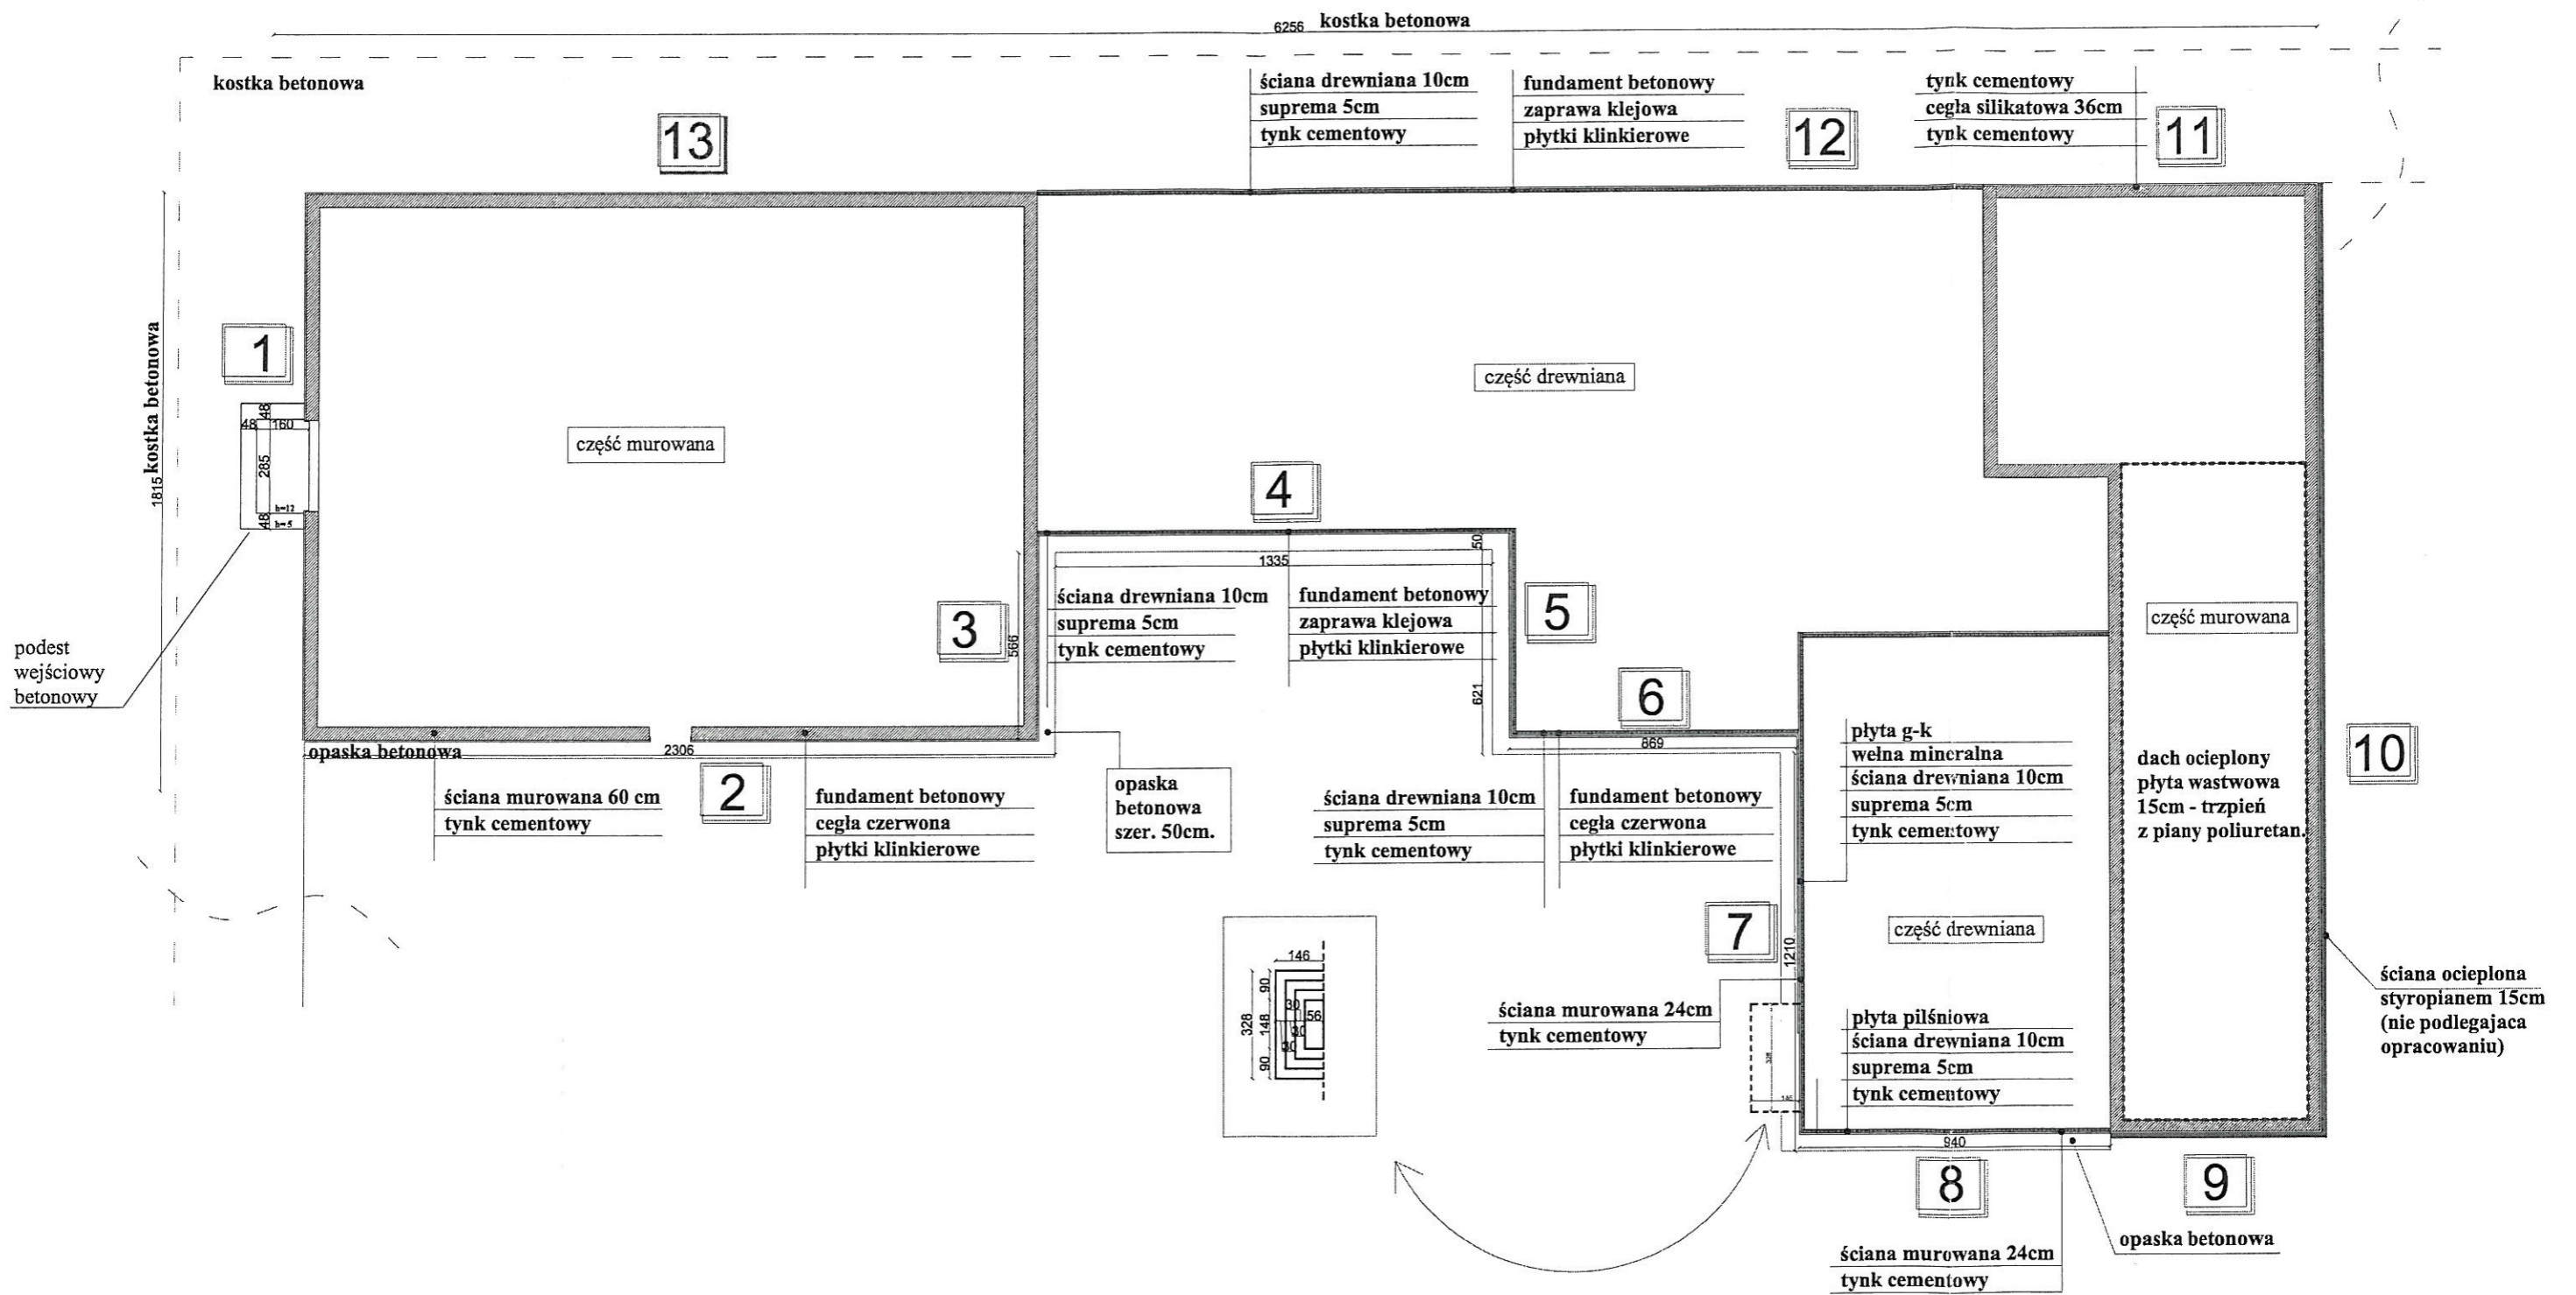 kostka betonowa
6256
kostka betonowa
13
ściana drewniana 10cm
suprema 5cm
tynk cementowy
fundament betonowy
zaprawa klejowa
płytki klinkierowe
12
tynk cementowy
cegła silikatowa 36cm
tynk cementowy
11
1
1815 kostka betonowa
48
48
160
285
h=12
48
h=5
część murowana
część drewniana
4
50
1335
3
566
ściana drewniana 10cm
suprema 5cm
tynk cementowy
fundament betonowy
zaprawa klejowa
płytki klinkierowe
5
621
część murowana
podest
wejściowy
betonowy
6
869
opaska betonowa
2306
2
ściana murowana 60 cm
tynk cementowy
fundament betonowy
cegła czerwona
płytki klinkierowe
opaska
betonowa
szer. 50cm.
ściana drewniana 10cm
suprema 5cm
tynk cementowy
fundament betonowy
cegła czerwona
płytki klinkierowe
płyta g-k
wełna mineralna
ściana drewniana 10cm
suprema 5cm
tynk cementowy
dach ocieplony
płyta wastwowa
15cm - trzpień
z piany poliuretan.
10
7
1210
część drewniana
146
90
30
56
328
148
30
30
90
ściana murowana 24cm
tynk cementowy
328
146
płyta pilśniowa
ściana drewniana 10cm
suprema 5cm
tynk cementowy
ściana ocieplona
styropianem 15cm
(nie podlegajaca
opracowaniu)
940
8
9
opaska betonowa
ściana murowana 24cm
tynk cementowy